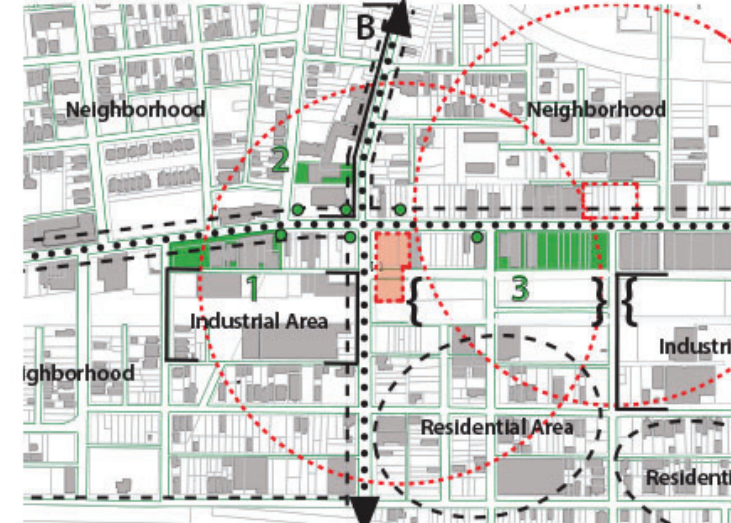 B
Neighborhood
Neighborhood
2
1
3
Industrial Area
Industri
ighborhood
Residential Area
Residenti